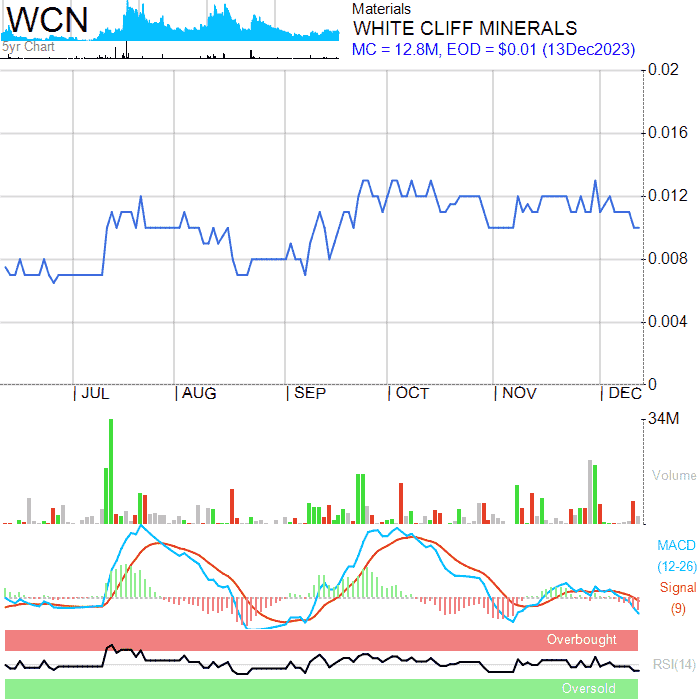 WCN
5yr Chart
Materials
WHITE CLIFF MINERALS
MC = 12.8M, EOD = $0.01 (13Dec2023)
0.02
0.016
0.012
0.008
0.004
0
JUL
AUG
SEP
OCT
NOV
DEC
34M
Volume
MACD
(12-26)
Signal
(9)
Overbought
RSI(14)
Oversold